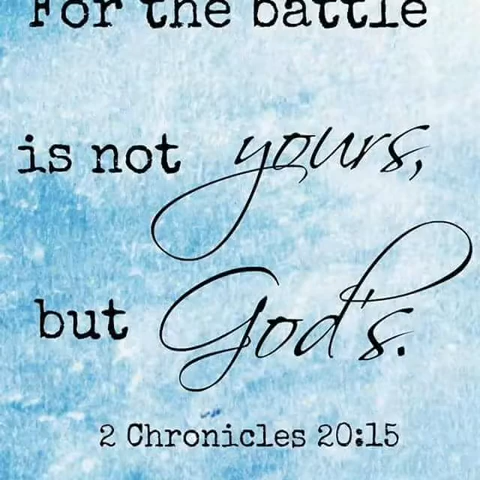 For the battle
is not yours,
but God's.
2 Chronicles 20:15